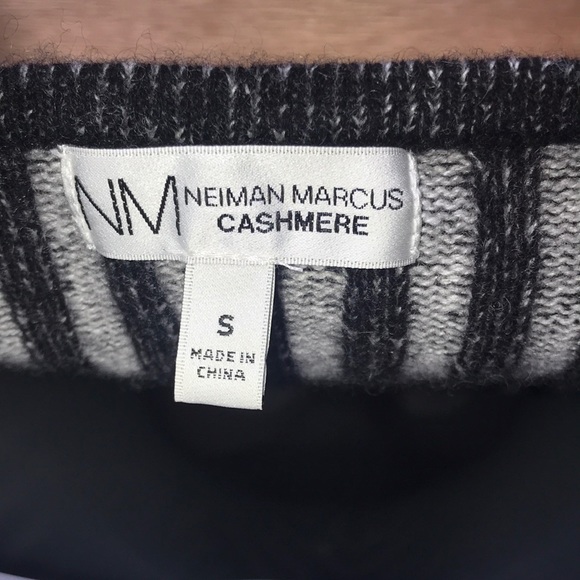 NM NEIMAN MARCUS
CASHMERE
S
MADE IN
CHINA